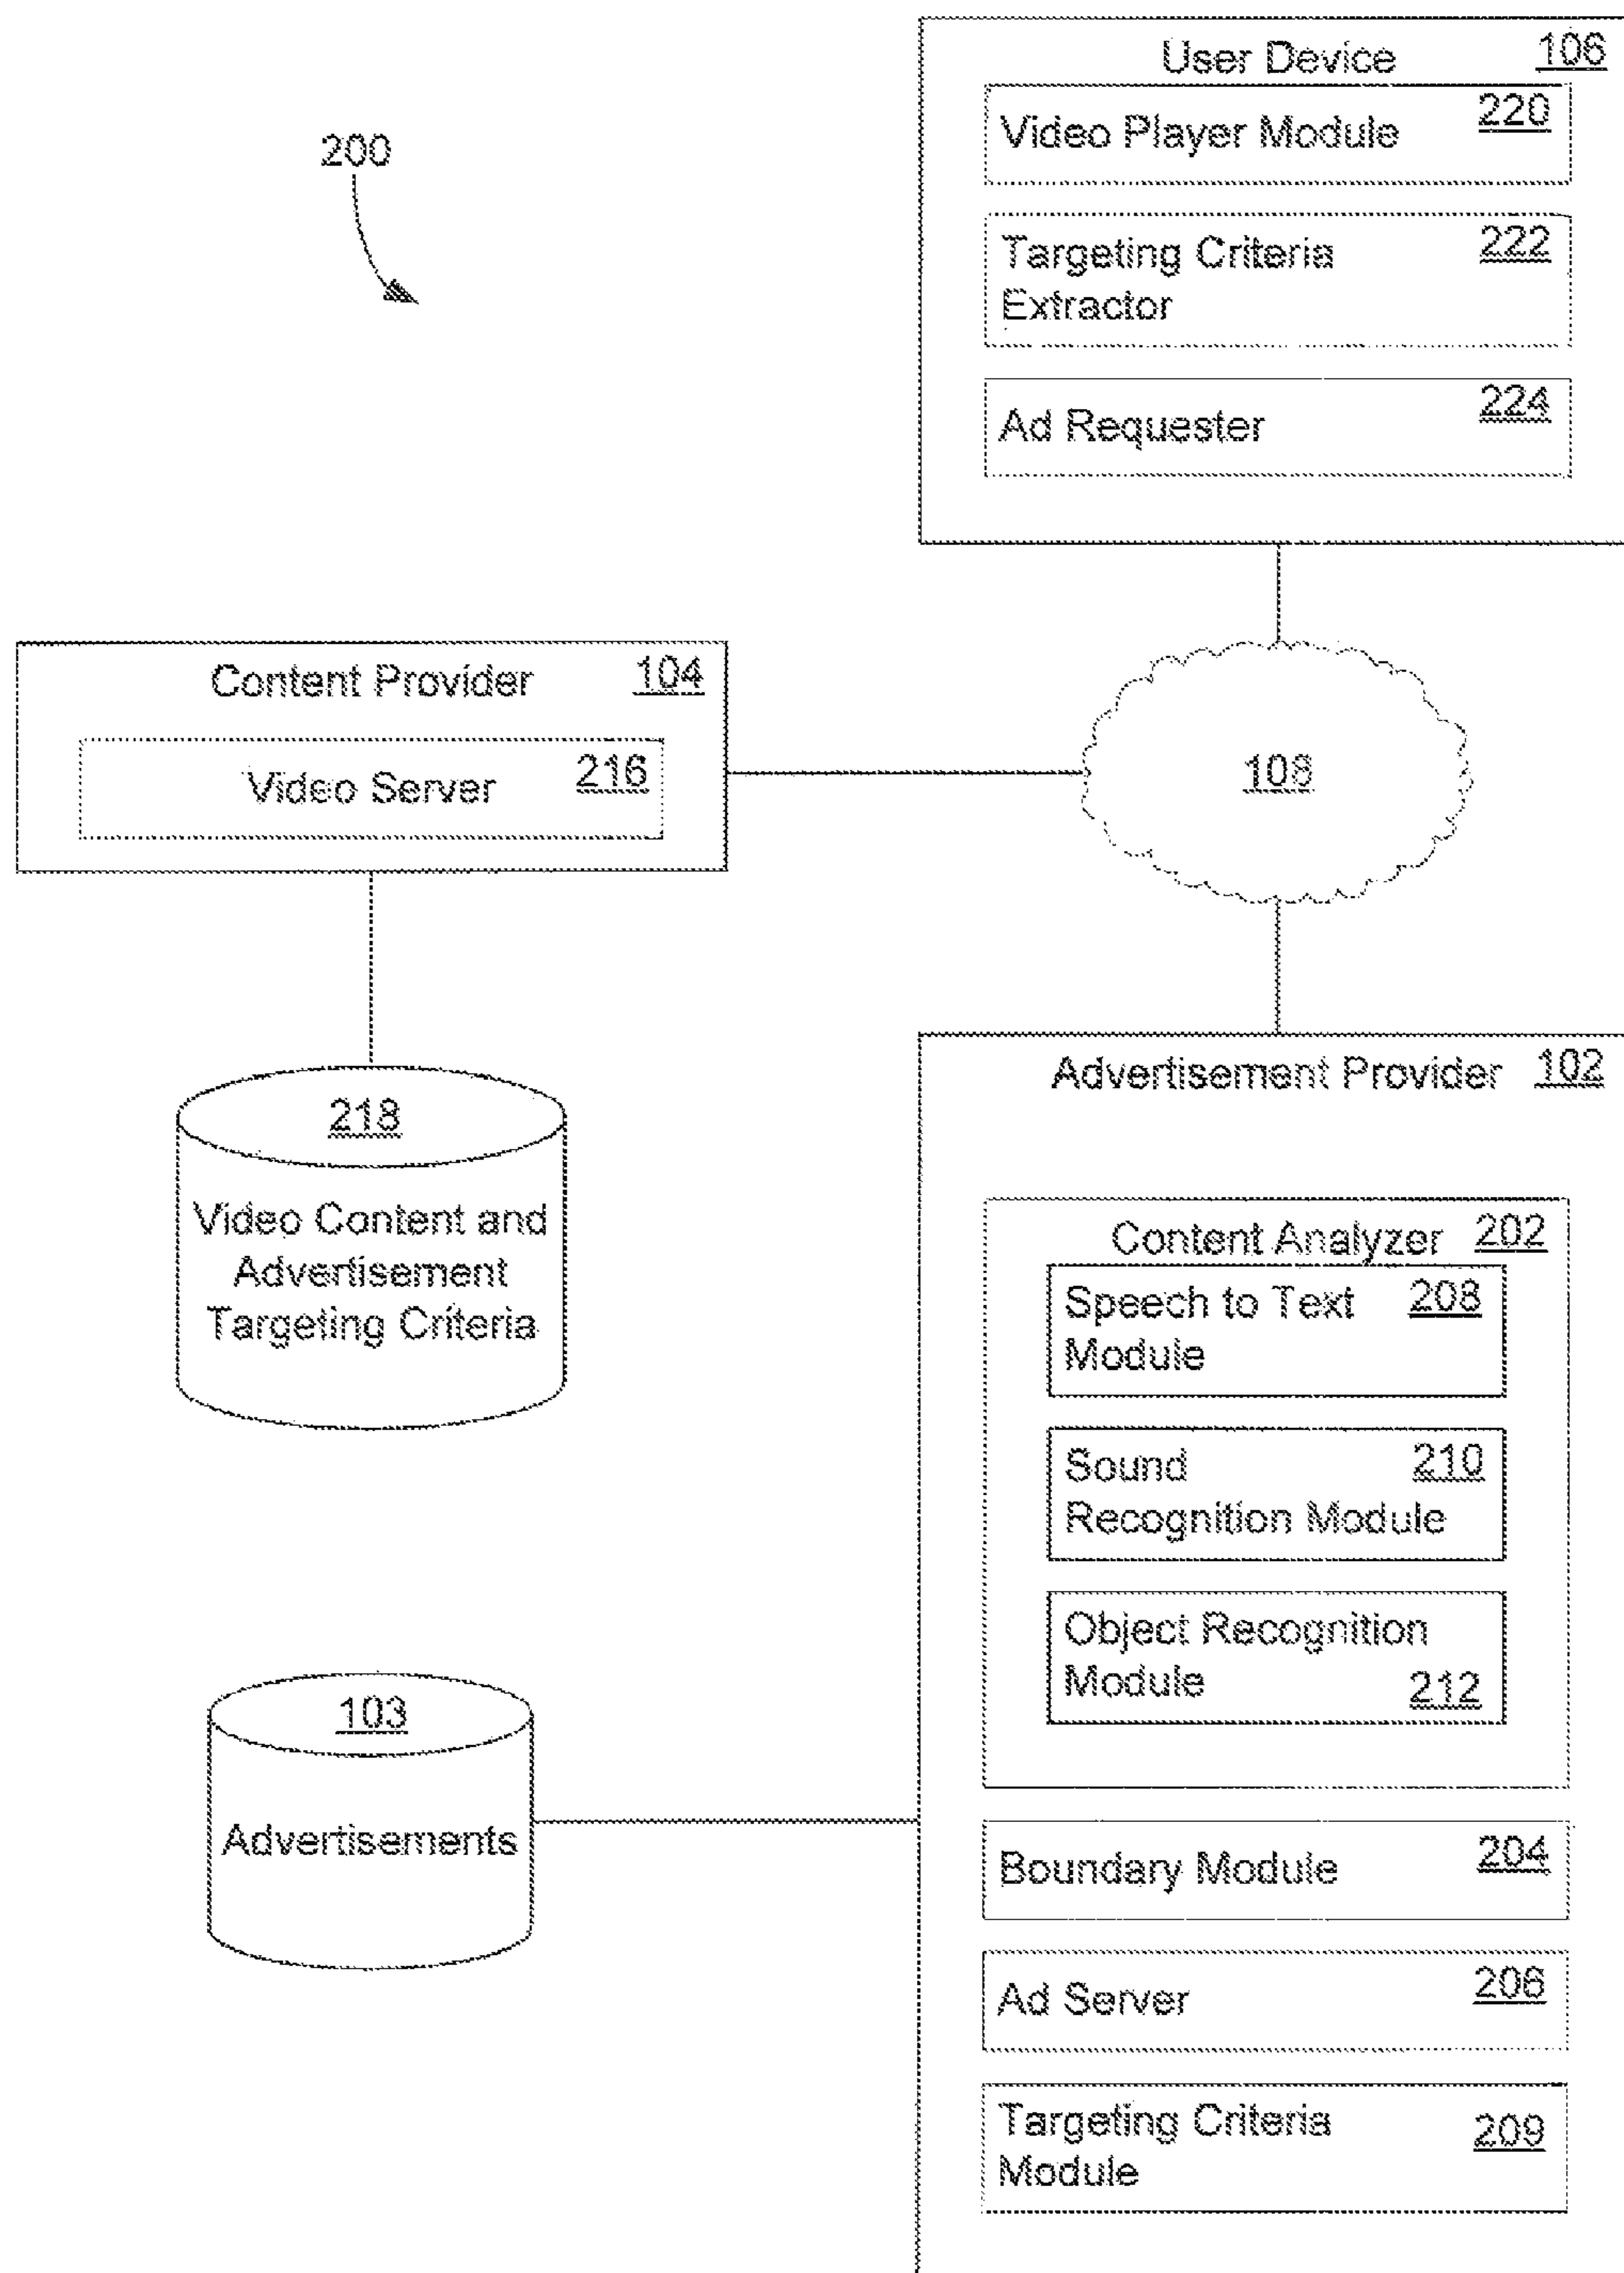 User Device 106
Video Player Module 220
200
Targeting Criteria 222
Extractor
Ad Requester 224
Content Provider 104
Video Server 216
108
Advertisement Provider 102
218
Video Content and
Advertisement
Targeting Criteria
Content Analyzer 202
Speech to Text 208
Module
Sound 210
Recognition Module
Object Recognition
Module 212
103
Advertisements
Boundary Module 204
Ad Server 206
Targeting Criteria 209
Module